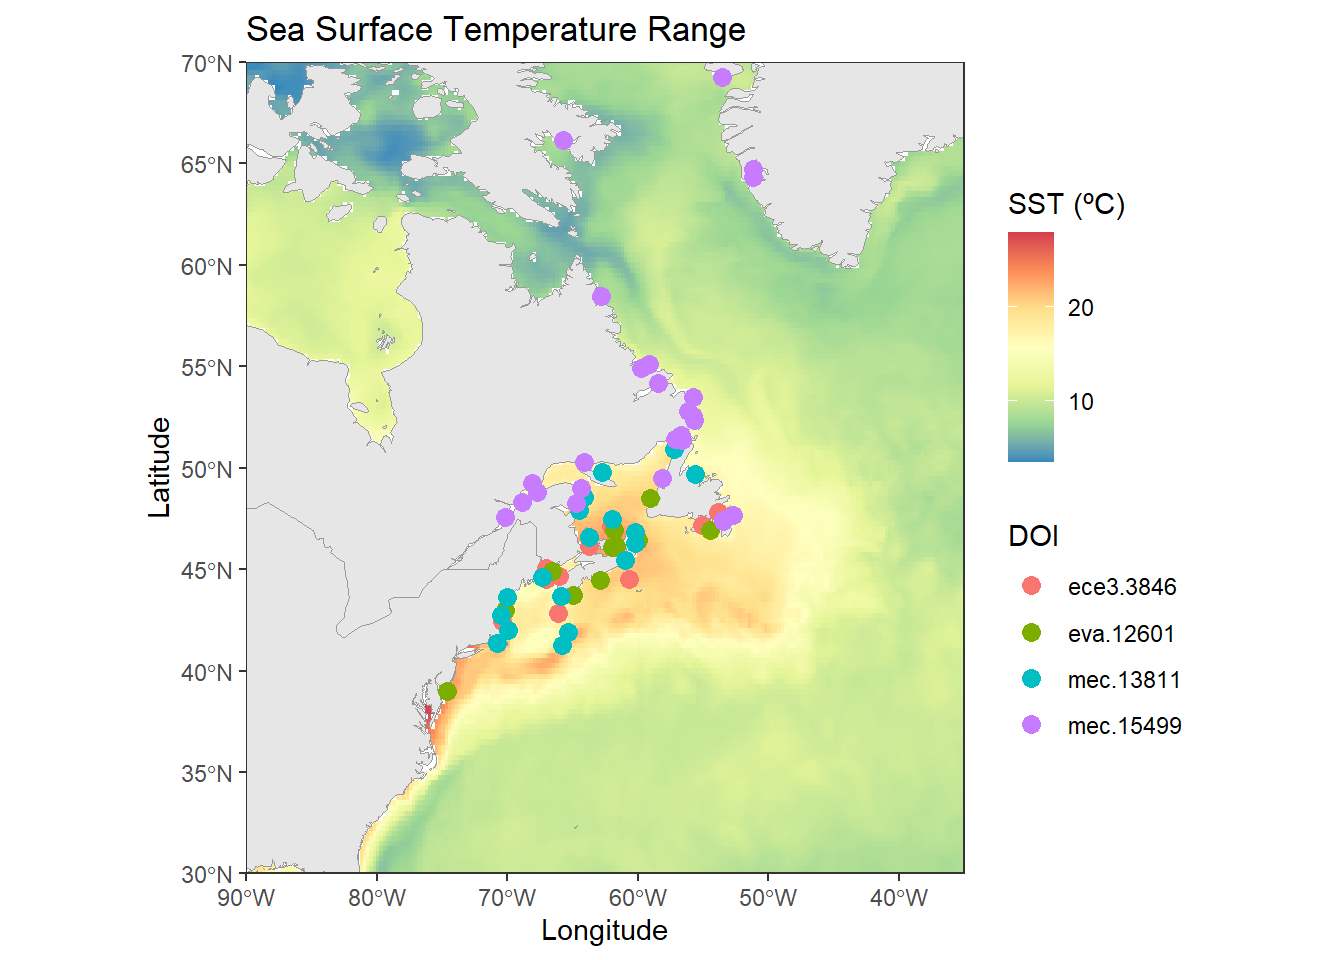 Sea Surface Temperature Range
70°N
65°N
60°N
55°N
50°N
45°N
40°N
35°N
30°N
90°W
80°W
70°W
60°W
50°W
40°W
Longitude
Latitude
SST (ºC)
20
10
DOI
ece3.3846
eva.12601
mec.13811
mec.15499